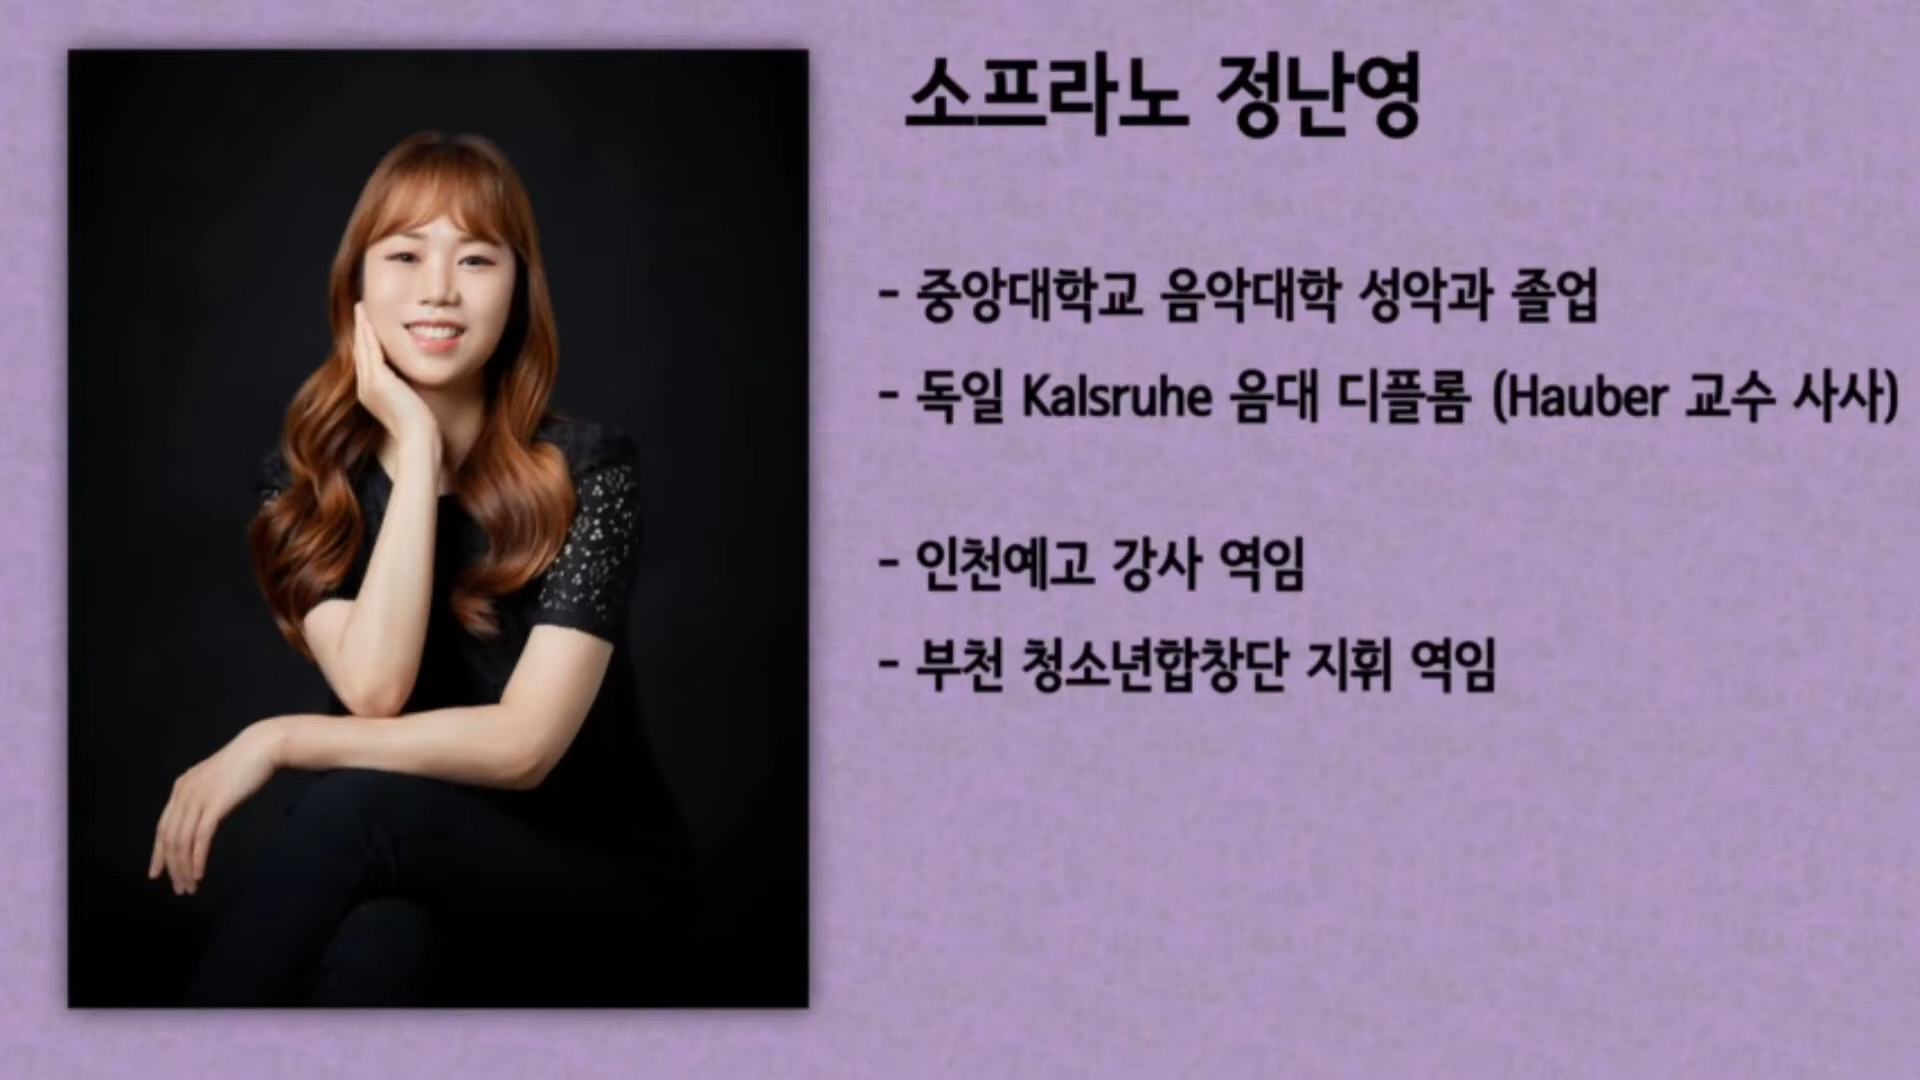 소프라노 정난영
- 중앙대학교 음악대학 성악과 졸업
- 독일 Kalsruhe 음대 디플롬 (Hauber 교수 사사)
- 인천예고 강사 역임
- 부천 청소년합창단 지휘 역임